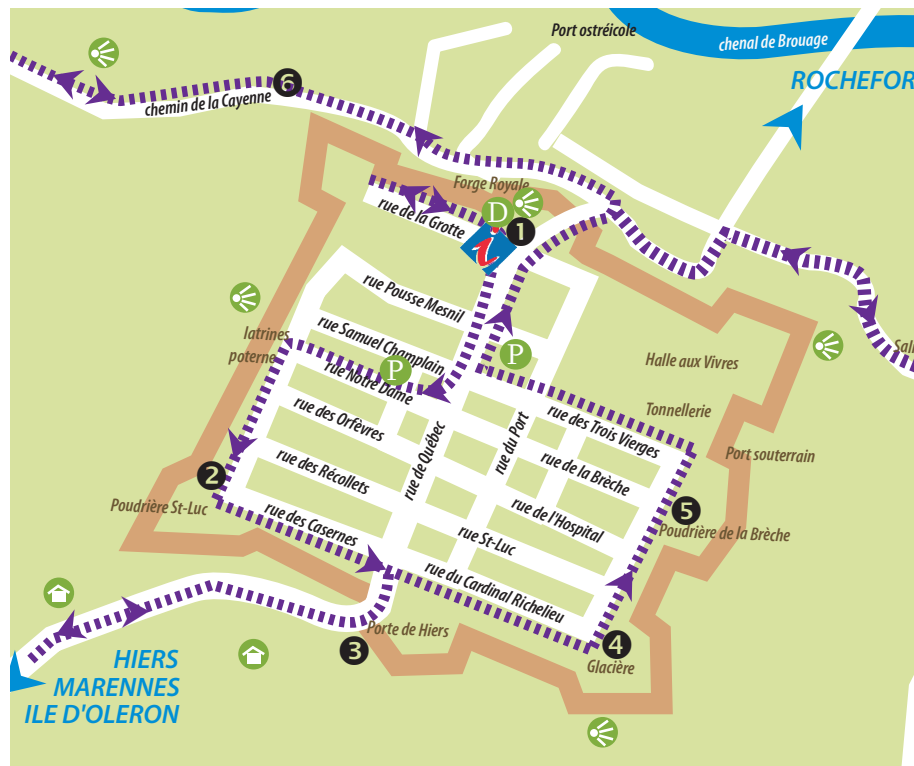 Port ostréicole
chenal de Brouage
ROCHEFOR
6
chemin de la Cayenne
Forge Royale
D
1
rue de la Grotte
i
rue Pousse Mesnil
latrines
poterne
rue Samuel Champlain
P
P
Halle aux Vivres
Sali
rue Notre Dame
Tonnellerie
rue des Orfèvres
rue de Québec
rue du Port
rue des Trois Vierges
rue de la Brèche
Port souterrain
2
rue des Récollets
Poudrière St-Luc
rue des Casernes
rue St-Luc
rue de l'Hospital
5
Poudrière de la Brèche
rue du Cardinal Richelieu
Porte de Hiers
3
4
Glacière
HIERS
MARENNES
ILE D'OLERON